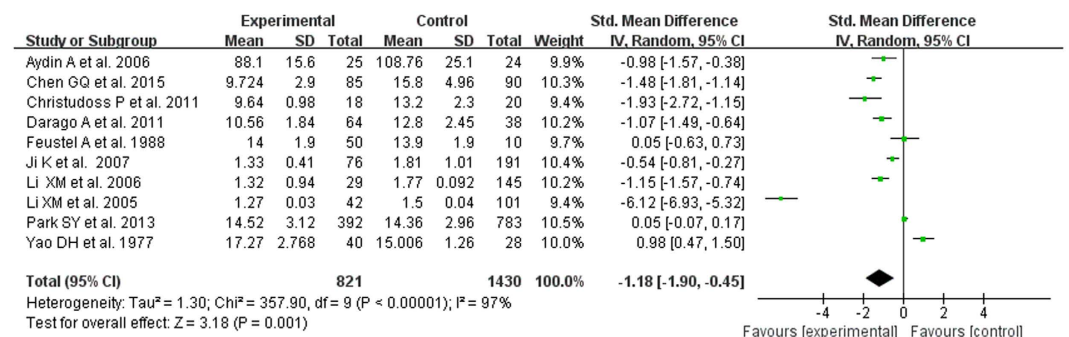 Experimental Control Std. Mean Difference Std. Mean Difference
Study or Subgroup Mean SD Total Mean SD Total Weight IV, Random, 95% CI IV, Random, 95% CI
Aydin A et al. 2006 88.1 15.6 25 108.76 25.1 24 9.9% -0.98 [-1.57, -0.38]
Chen GQ et al. 2015 9.724 2.9 85 15.8 4.96 90 10.3% -1.48 [-1.81, -1.14]
Christudoss P et al. 2011 9.64 0.98 18 13.2 2.3 20 9.4% -1.93 [-2.72, -1.15]
Darago A et al. 2011 10.56 1.84 64 12.8 2.45 38 10.2% -1.07 [-1.49, -0.64]
Feustel A et al. 1988 14 1.9 50 13.9 1.9 10 9.7% 0.05 [-0.63, 0.73]
Ji K et al. 2007 1.33 0.41 76 1.81 1.01 191 10.4% -0.54 [-0.81, -0.27]
Li XM et al. 2006 1.32 0.94 29 1.77 0.092 145 10.2% -1.15 [-1.57, -0.74]
Li XM et al. 2005 1.27 0.03 42 1.5 0.04 101 9.3% -6.12 [-6.93, -5.32]
Park SY et al. 2013 14.52 3.12 392 14.36 2.96 783 10.5% 0.05 [-0.07, 0.17]
Yao DH et al. 1977 17.27 2.768 40 15.006 1.26 28 10.0% 0.98 [0.47, 1.50]
Total (95% CI) 821 1430 100.0% -1.18 [-1.90, -0.45]
Heterogeneity: Tau² = 1.30; Chi² = 357.90, df = 9 (P < 0.00001); I² = 97%
Test for overall effect: Z = 3.18 (P = 0.001)
-4 -2 0 2 4
Favours [experimental] Favours [control]